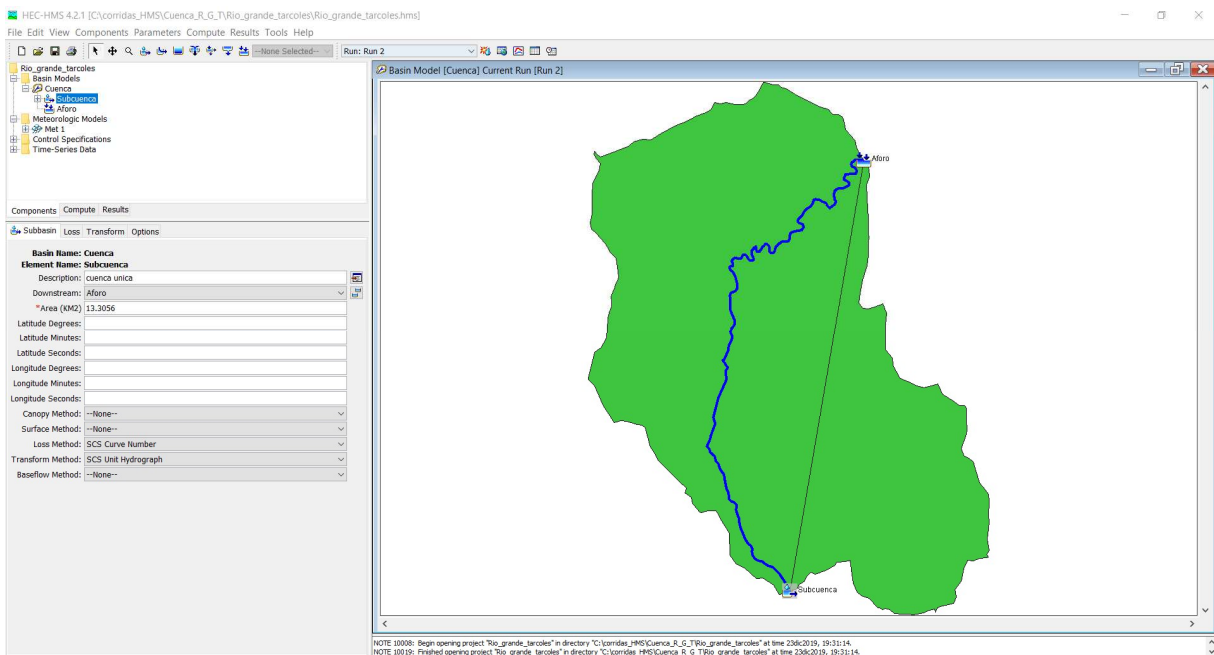 HEC-HMS 4.2.1 [C:\corridas_HMS\Cuenca_R_G_T\Rio_grande_tarcoles\Rio_grande_tarcoles.hms]
File Edit View Components Parameters Compute Results Tools Help
--None Selected-- Run: Run 2
Rio_grande_tarcoles
Basin Models
Cuenca
Subcuenca
Aforo
Meteorologic Models
Met 1
Control Specifications
Time-Series Data
Components Compute Results
Subbasin Loss Transform Options
Basin Name: Cuenca
Element Name: Subcuenca
Description: cuenca unica
Downstream: Aforo
*Area (KM2) 13.3056
Latitude Degrees:
Latitude Minutes:
Latitude Seconds:
Longitude Degrees:
Longitude Minutes:
Longitude Seconds:
Canopy Method: --None--
Surface Method: --None--
Loss Method: SCS Curve Number
Transform Method: SCS Unit Hydrograph
Baseflow Method: --None--
Basin Model [Cuenca] Current Run [Run 2]
Aforo
Subcuenca
NOTE 10008: Begin opening project "Rio_grande_tarcoles" in directory "C:\corridas_HMS\Cuenca_R_G_T\Rio_grande_tarcoles" at time 23dic2019, 19:31:14.
NOTE 10019: Finished opening project "Rio_grande_tarcoles" in directory "C:\corridas_HMS\Cuenca_R_G_T\Rio_grande_tarcoles" at time 23dic2019, 19:31:14.